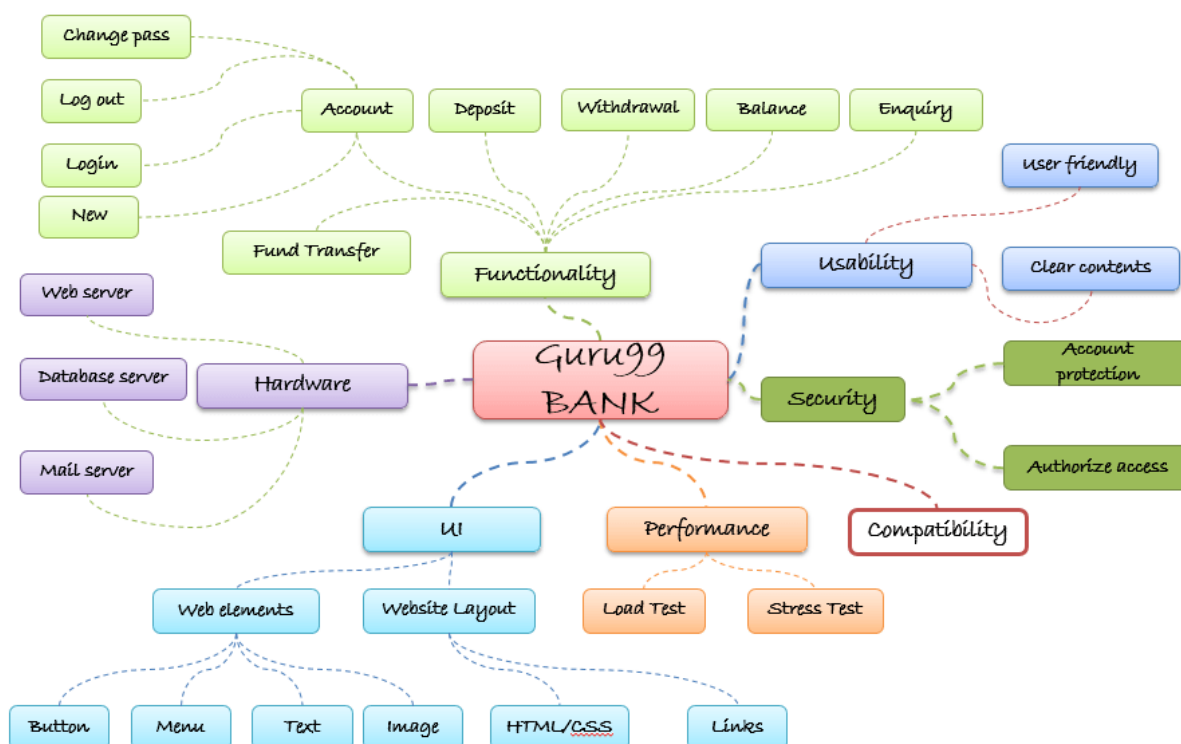 Change pass
Log out
Account
Deposit
Withdrawal
Balance
Enquiry
Login
User friendly
New
Fund Transfer
Functionality
Usability
Clear contents
Web server
Guru99
BANK
Database server
Hardware
Account
protection
Security
Mail server
Authorize access
UI
Performance
Compatibility
Web elements
Website Layout
Load Test
Stress Test
Button
Menu
Text
Image
HTML/CSS
Links